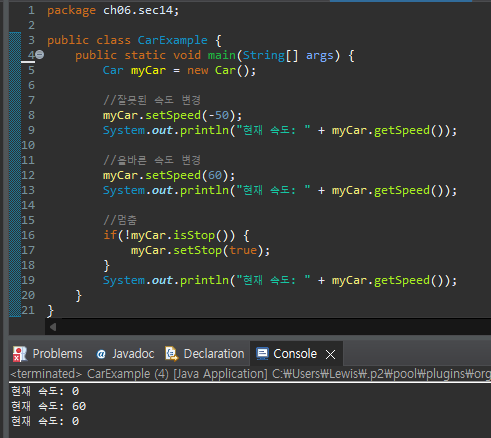 1 package ch06.sec14;
2
3 public class CarExample {
4 public static void main(String[] args) {
5 Car myCar = new Car();
6
7 //잘못된 속도 변경
8 myCar.setSpeed(-50);
9 System.out.println("현재 속도: " + myCar.getSpeed());
10
11 //올바른 속도 변경
12 myCar.setSpeed(60);
13 System.out.println("현재 속도: " + myCar.getSpeed());
14
15 //멈춤
16 if(!myCar.isStop()) {
17 myCar.setStop(true);
18 }
19 System.out.println("현재 속도: " + myCar.getSpeed());
20 }
21 }
Problems @ Javadoc Declaration Console
<terminated> CarExample (4) [Java Application] C:₩Users₩Lewis₩.p2₩pool₩plugins₩org
현재 속도: 0
현재 속도: 60
현재 속도: 0